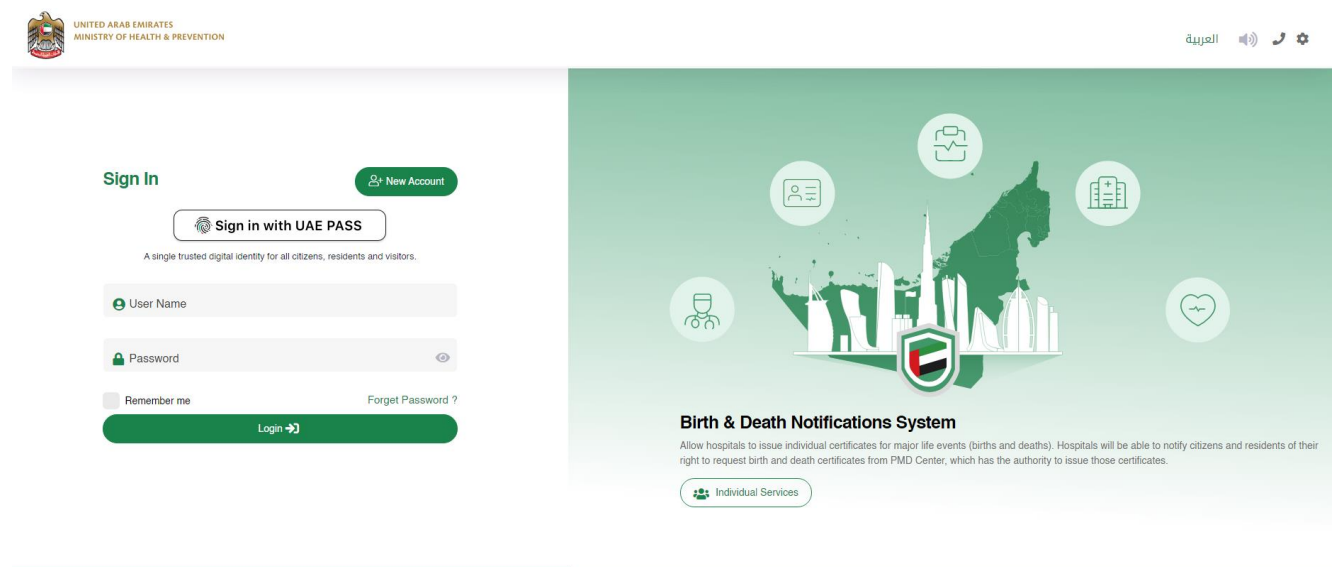 UNITED ARAB EMIRATES
MINISTRY OF HEALTH & PREVENTION
العربية
Sign In
New Account
Sign in with UAE PASS
A single trusted digital identity for all citizens, residents and visitors.
User Name
Password
Remember me
Forget Password ?
Login
Birth & Death Notifications System
Allow hospitals to issue individual certificates for major life events (births and deaths). Hospitals will be able to notify citizens and residents of their
right to request birth and death certificates from PMD Center, which has the authority to issue those certificates.
Individual Services